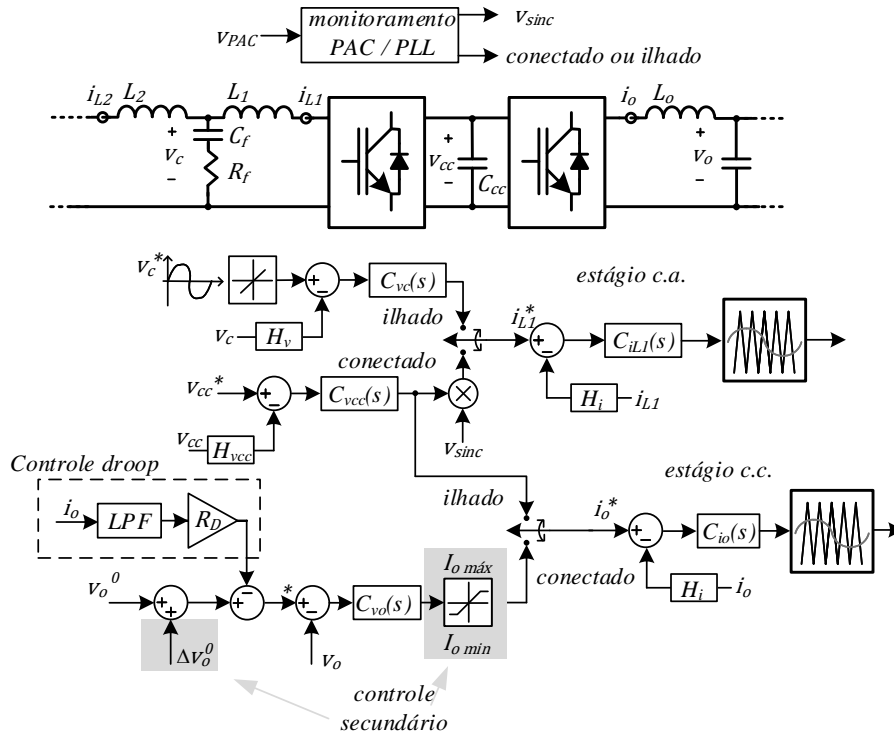 monitoramento
PAC / PLL
v_PAC
v_sinc
conectado ou ilhado
i_L2 L_2 L_1 i_L1 i_o L_o
+ v_c − C_f R_f
+ v_cc − C_cc
+ v_o −
v_c* + − C_vc(s) estágio c.a.
v_c H_v ilhado
i_L1* + − C_iL1(s)
conectado
H_i i_L1
v_cc* + − C_vcc(s) ×
v_cc H_vcc v_sinc
Controle droop estágio c.c.
ilhado
i_o LPF R_D
i_o* + − C_io(s)
I_o máx conectado
H_i i_o
v_o^0 + + − + * + − C_vo(s)
I_o min
Δv_o^0 v_o
controle
secundário